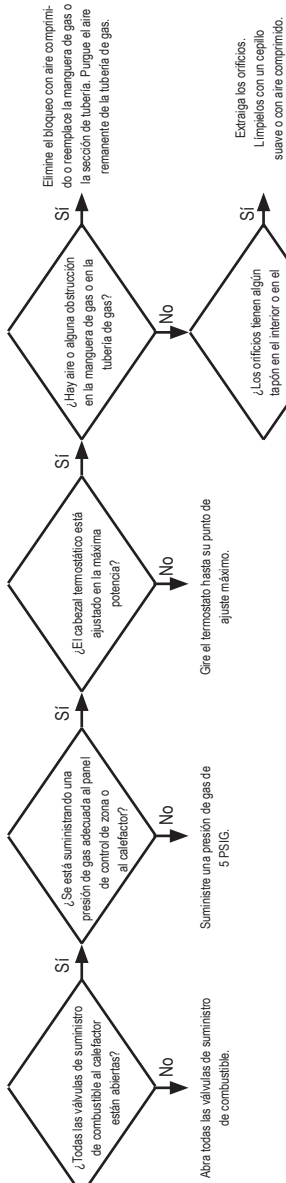 ¿Todas las válvulas de suministro
de combustible al calefactor
están abiertas?
Sí
No
Abra todas las válvulas de suministro
de combustible.
¿Se está suministrando una
presión de gas adecuada al panel
de control de zona o
al calefactor?
Sí
No
Suministre una presión de gas de
5 PSIG.
¿El cabezal termostático está
ajustado en la máxima
potencia?
Sí
No
Gire el termostato hasta su punto de
ajuste máximo.
¿Hay aire o alguna obstrucción
en la manguera de gas o en la
tubería de gas?
Sí
Elimine el bloqueo con aire comprimi-
do o reemplace la manguera de gas o
la sección de tubería. Purgue el aire
remanente de la tubería de gas.
No
¿Los orificios tienen algún
tapón en el interior o en el
Sí
Extraiga los orificios.
Límpielos con un cepillo
suave o con aire comprimido.